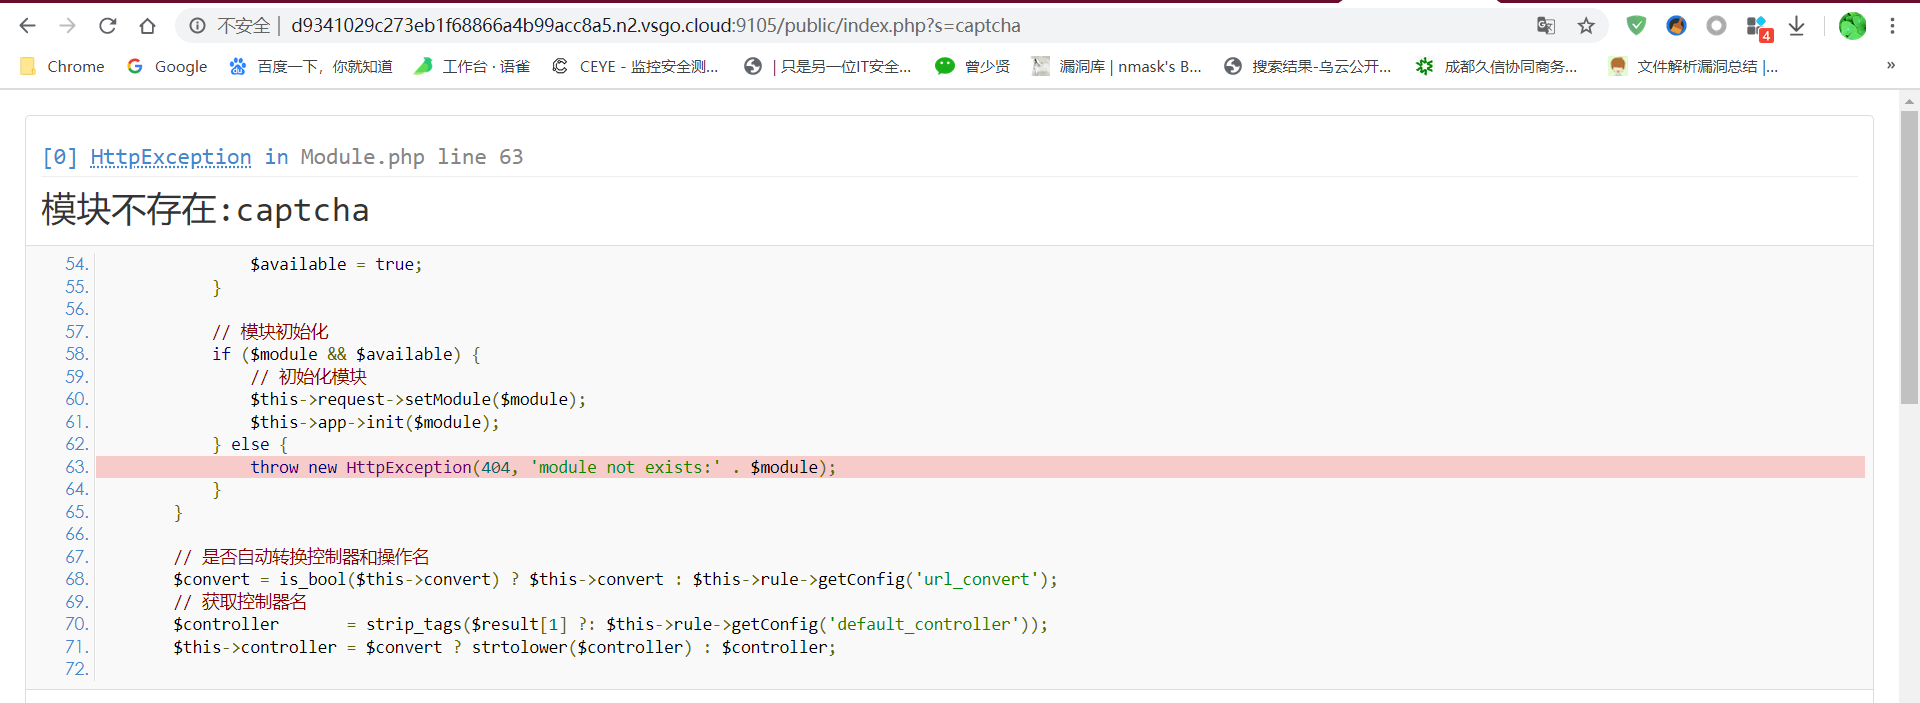 不安全 | d9341029c273eb1f68866a4b99acc8a5.n2.vsgo.cloud:9105/public/index.php?s=captcha
4
Chrome Google 百度一下，你就知道 工作台 · 语雀 CEYE - 监控安全测... | 只是另一位IT安全... 曾少贤 漏洞库 | nmask's B... 搜索结果-乌云公开... 成都久信协同商务... 文件解析漏洞总结 |... »
[0] HttpException in Module.php line 63
模块不存在:captcha
54. $available = true;
55. }
56.
57. // 模块初始化
58. if ($module && $available) {
59. // 初始化模块
60. $this->request->setModule($module);
61. $this->app->init($module);
62. } else {
63. throw new HttpException(404, 'module not exists:' . $module);
64. }
65. }
66.
67. // 是否自动转换控制器和操作名
68. $convert = is_bool($this->convert) ? $this->convert : $this->rule->getConfig('url_convert');
69. // 获取控制器名
70. $controller = strip_tags($result[1] ?: $this->rule->getConfig('default_controller'));
71. $this->controller = $convert ? strtolower($controller) : $controller;
72.